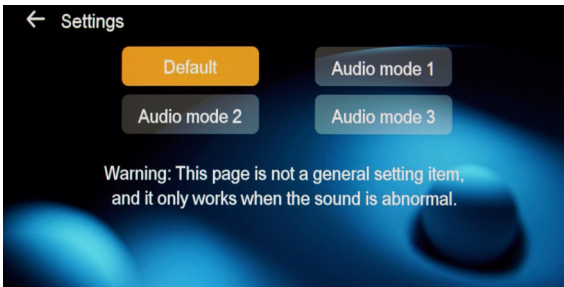 Settings
Default
Audio mode 1
Audio mode 2
Audio mode 3
Warning: This page is not a general setting item,
and it only works when the sound is abnormal.